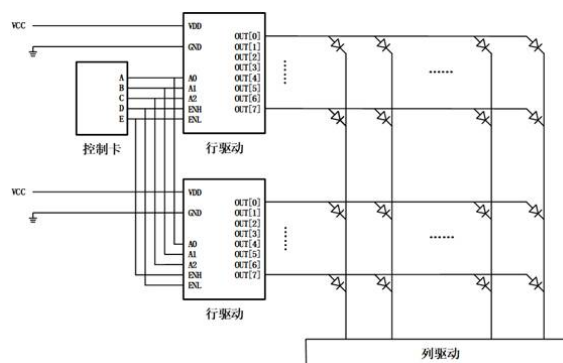 VCC
VDD
GND
OUT[0]
OUT[1]
OUT[2]
OUT[3]
OUT[4]
OUT[5]
OUT[6]
OUT[7]
A0
A1
A2
ENH
ENL
行驱动
A
B
C
D
E
控制卡
VCC
VDD
GND
OUT[0]
OUT[1]
OUT[2]
OUT[3]
OUT[4]
OUT[5]
OUT[6]
OUT[7]
A0
A1
A2
ENH
ENL
行驱动
列驱动